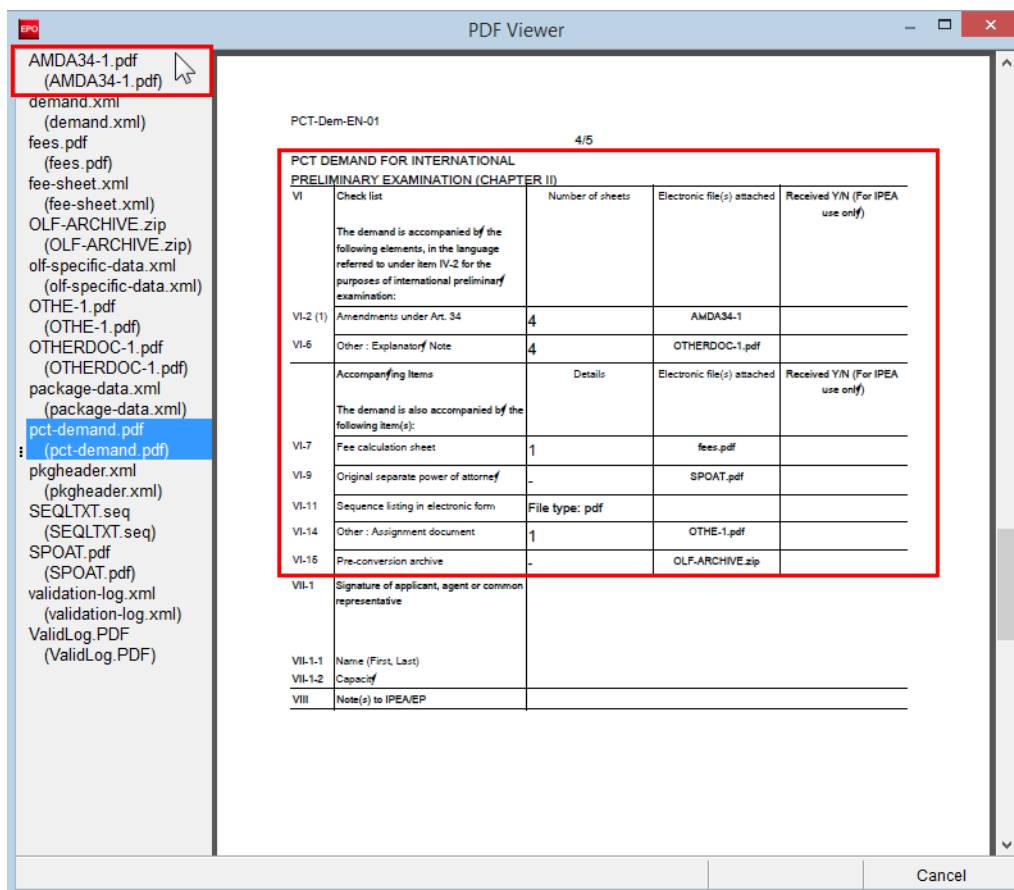 EPO
PDF Viewer
AMDA34-1.pdf
(AMDA34-1.pdf)
demand.xml
(demand.xml)
fees.pdf
(fees.pdf)
fee-sheet.xml
(fee-sheet.xml)
OLF-ARCHIVE.zip
(OLF-ARCHIVE.zip)
olf-specific-data.xml
(olf-specific-data.xml)
OTHE-1.pdf
(OTHE-1.pdf)
OTHERDOC-1.pdf
(OTHERDOC-1.pdf)
package-data.xml
(package-data.xml)
pct-demand.pdf
(pct-demand.pdf)
pkgheader.xml
(pkgheader.xml)
SEQLTXT.seq
(SEQLTXT.seq)
SPOAT.pdf
(SPOAT.pdf)
validation-log.xml
(validation-log.xml)
ValidLog.PDF
(ValidLog.PDF)
PCT-Dem-EN-01
4/5
PCT DEMAND FOR INTERNATIONAL
PRELIMINARY EXAMINATION (CHAPTER II)
VI Check list Number of sheets Electronic file(s) attached Received Y/N (For IPEA
use only)
The demand is accompanied by the
following elements, in the language
referred to under item IV-2 for the
purposes of international preliminary
examination:
VI-2 (1) Amendments under Art. 34 4 AMDA34-1
VI-6 Other : Explanatory Note 4 OTHERDOC-1.pdf
Accompanying Items Details Electronic file(s) attached Received Y/N (For IPEA
use only)
The demand is also accompanied by the
following item(s):
VI-7 Fee calculation sheet 1 fees.pdf
VI-9 Original separate power of attorney - SPOAT.pdf
VI-11 Sequence listing in electronic form File type: pdf
VI-14 Other : Assignment document 1 OTHE-1.pdf
VI-15 Pre-conversion archive - OLF-ARCHIVE.zip
VII-1 Signature of applicant, agent or common
representative
VII-1-1 Name (First, Last)
VII-1-2 Capacity
VIII Note(s) to IPEA/EP
Cancel